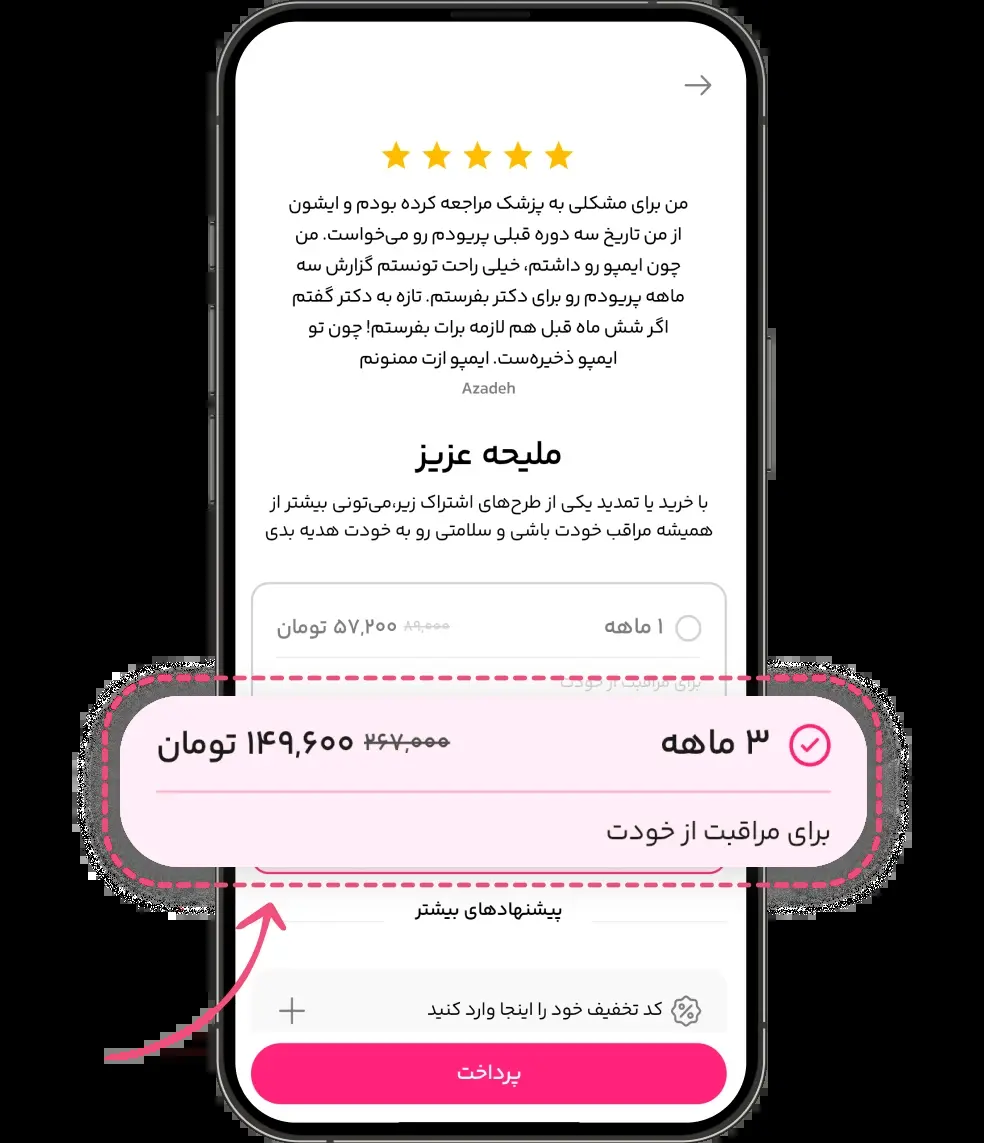 من برای مشکلی به پزشک مراجعه کرده بودم و ایشون
از من تاریخ سه دوره قبلی پریودم رو می‌خواست. من
چون ایمپو رو داشتم، خیلی راحت تونستم گزارش سه
ماهه پریودم رو برای دکتر بفرستم. تازه به دکتر گفتم
اگر شش ماه قبل هم لازمه برات بفرستم! چون تو
ایمپو ذخیره‌ست. ایمپو ازت ممنونم
Azadeh
ملیحه عزیز
با خرید یا تمدید یکی از طرح‌های اشتراک زیر،می‌تونی بیشتر از
همیشه مراقب خودت باشی و سلامتی رو به خودت هدیه بدی
۱ ماهه ۸۹,۰۰۰ ۵۷,۲۰۰ تومان
برای مراقبت از خودت
۳ ماهه ۲۶۷,۰۰۰ ۱۴۹,۶۰۰ تومان
برای مراقبت از خودت
پیشنهادهای بیشتر
کد تخفیف خود را اینجا وارد کنید
پرداخت